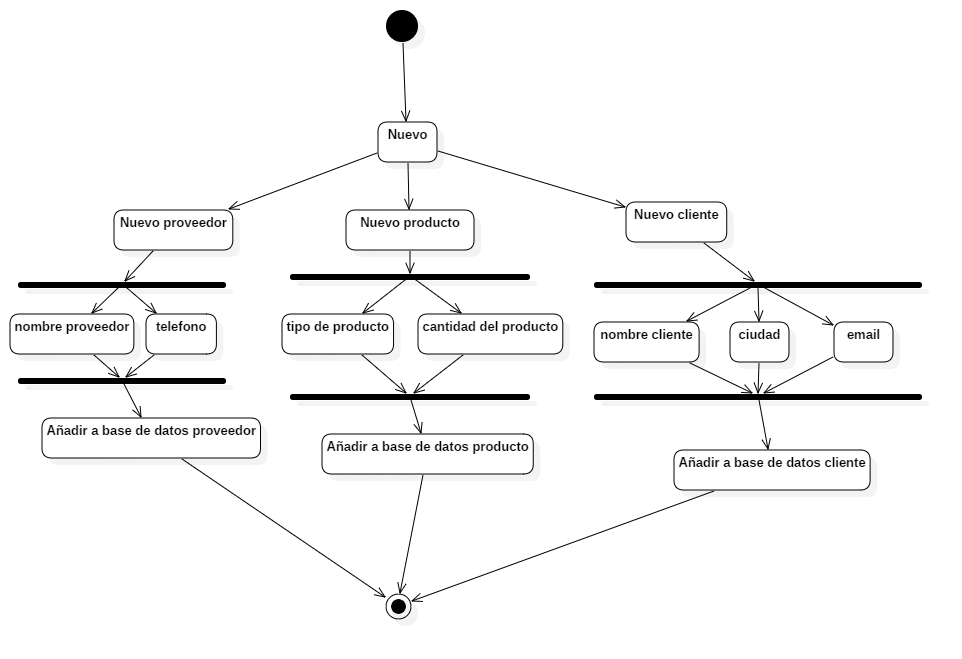 Nuevo
Nuevo proveedor
Nuevo producto
Nuevo cliente
nombre proveedor
telefono
tipo de producto
cantidad del producto
nombre cliente
ciudad
email
Añadir a base de datos proveedor
Añadir a base de datos producto
Añadir a base de datos cliente